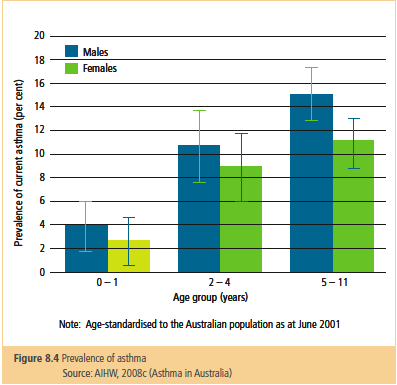 20
18
16
14
12
10
8
6
4
2
0
Prevalence of current asthma (per cent)
Males
Females
0 – 1
2 – 4
5 – 11
Age group (years)
Note: Age-standardised to the Australian population as at June 2001
Figure 8.4 Prevalence of asthma
Source: AIHW, 2008c (Asthma in Australia)